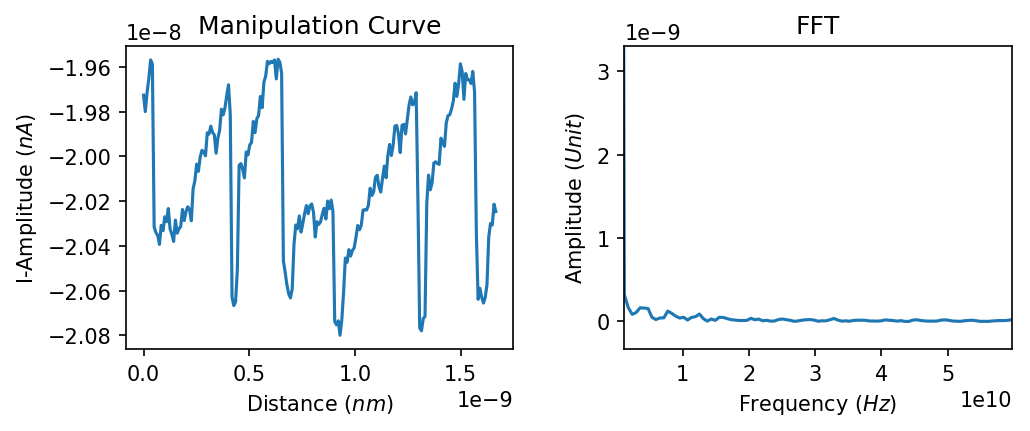 Manipulation Curve
1e−8
−1.96
−1.98
−2.00
−2.02
−2.04
−2.06
−2.08
I-Amplitude (nA)
0.0 0.5 1.0 1.5
1e−9
Distance (nm)
FFT
1e−9
3
2
1
0
Amplitude (Unit)
1 2 3 4 5
1e10
Frequency (Hz)